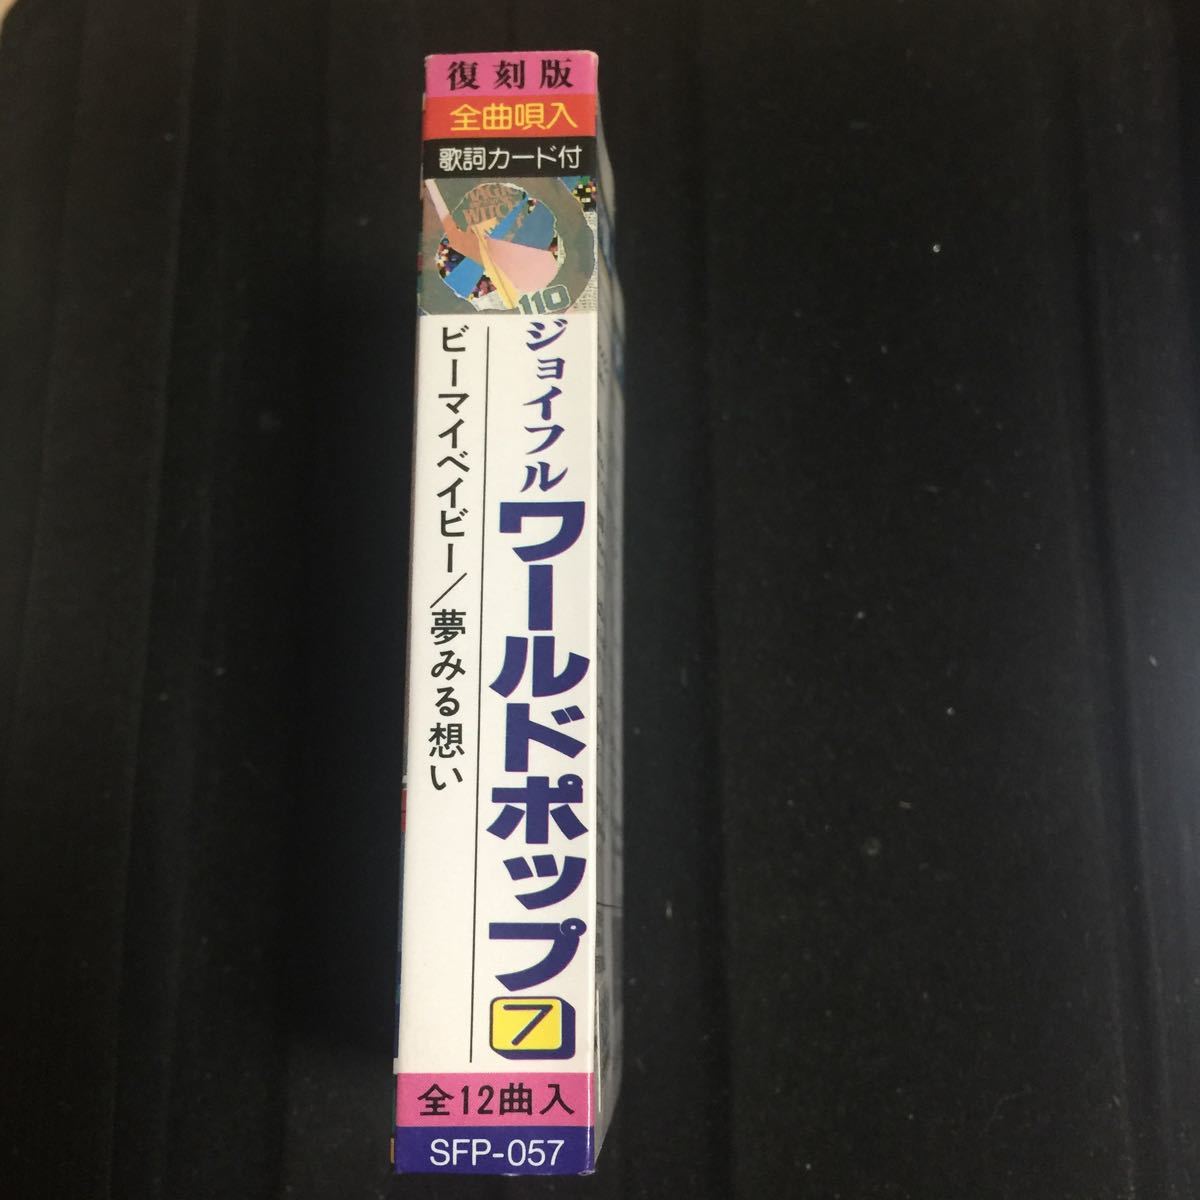 復刻版
全曲唄入
歌詞カード付
WITCH
110
ジョイフル
ワールドポップ
7
ビーマイベイビー/夢みる想い
全12曲入
SFP-057